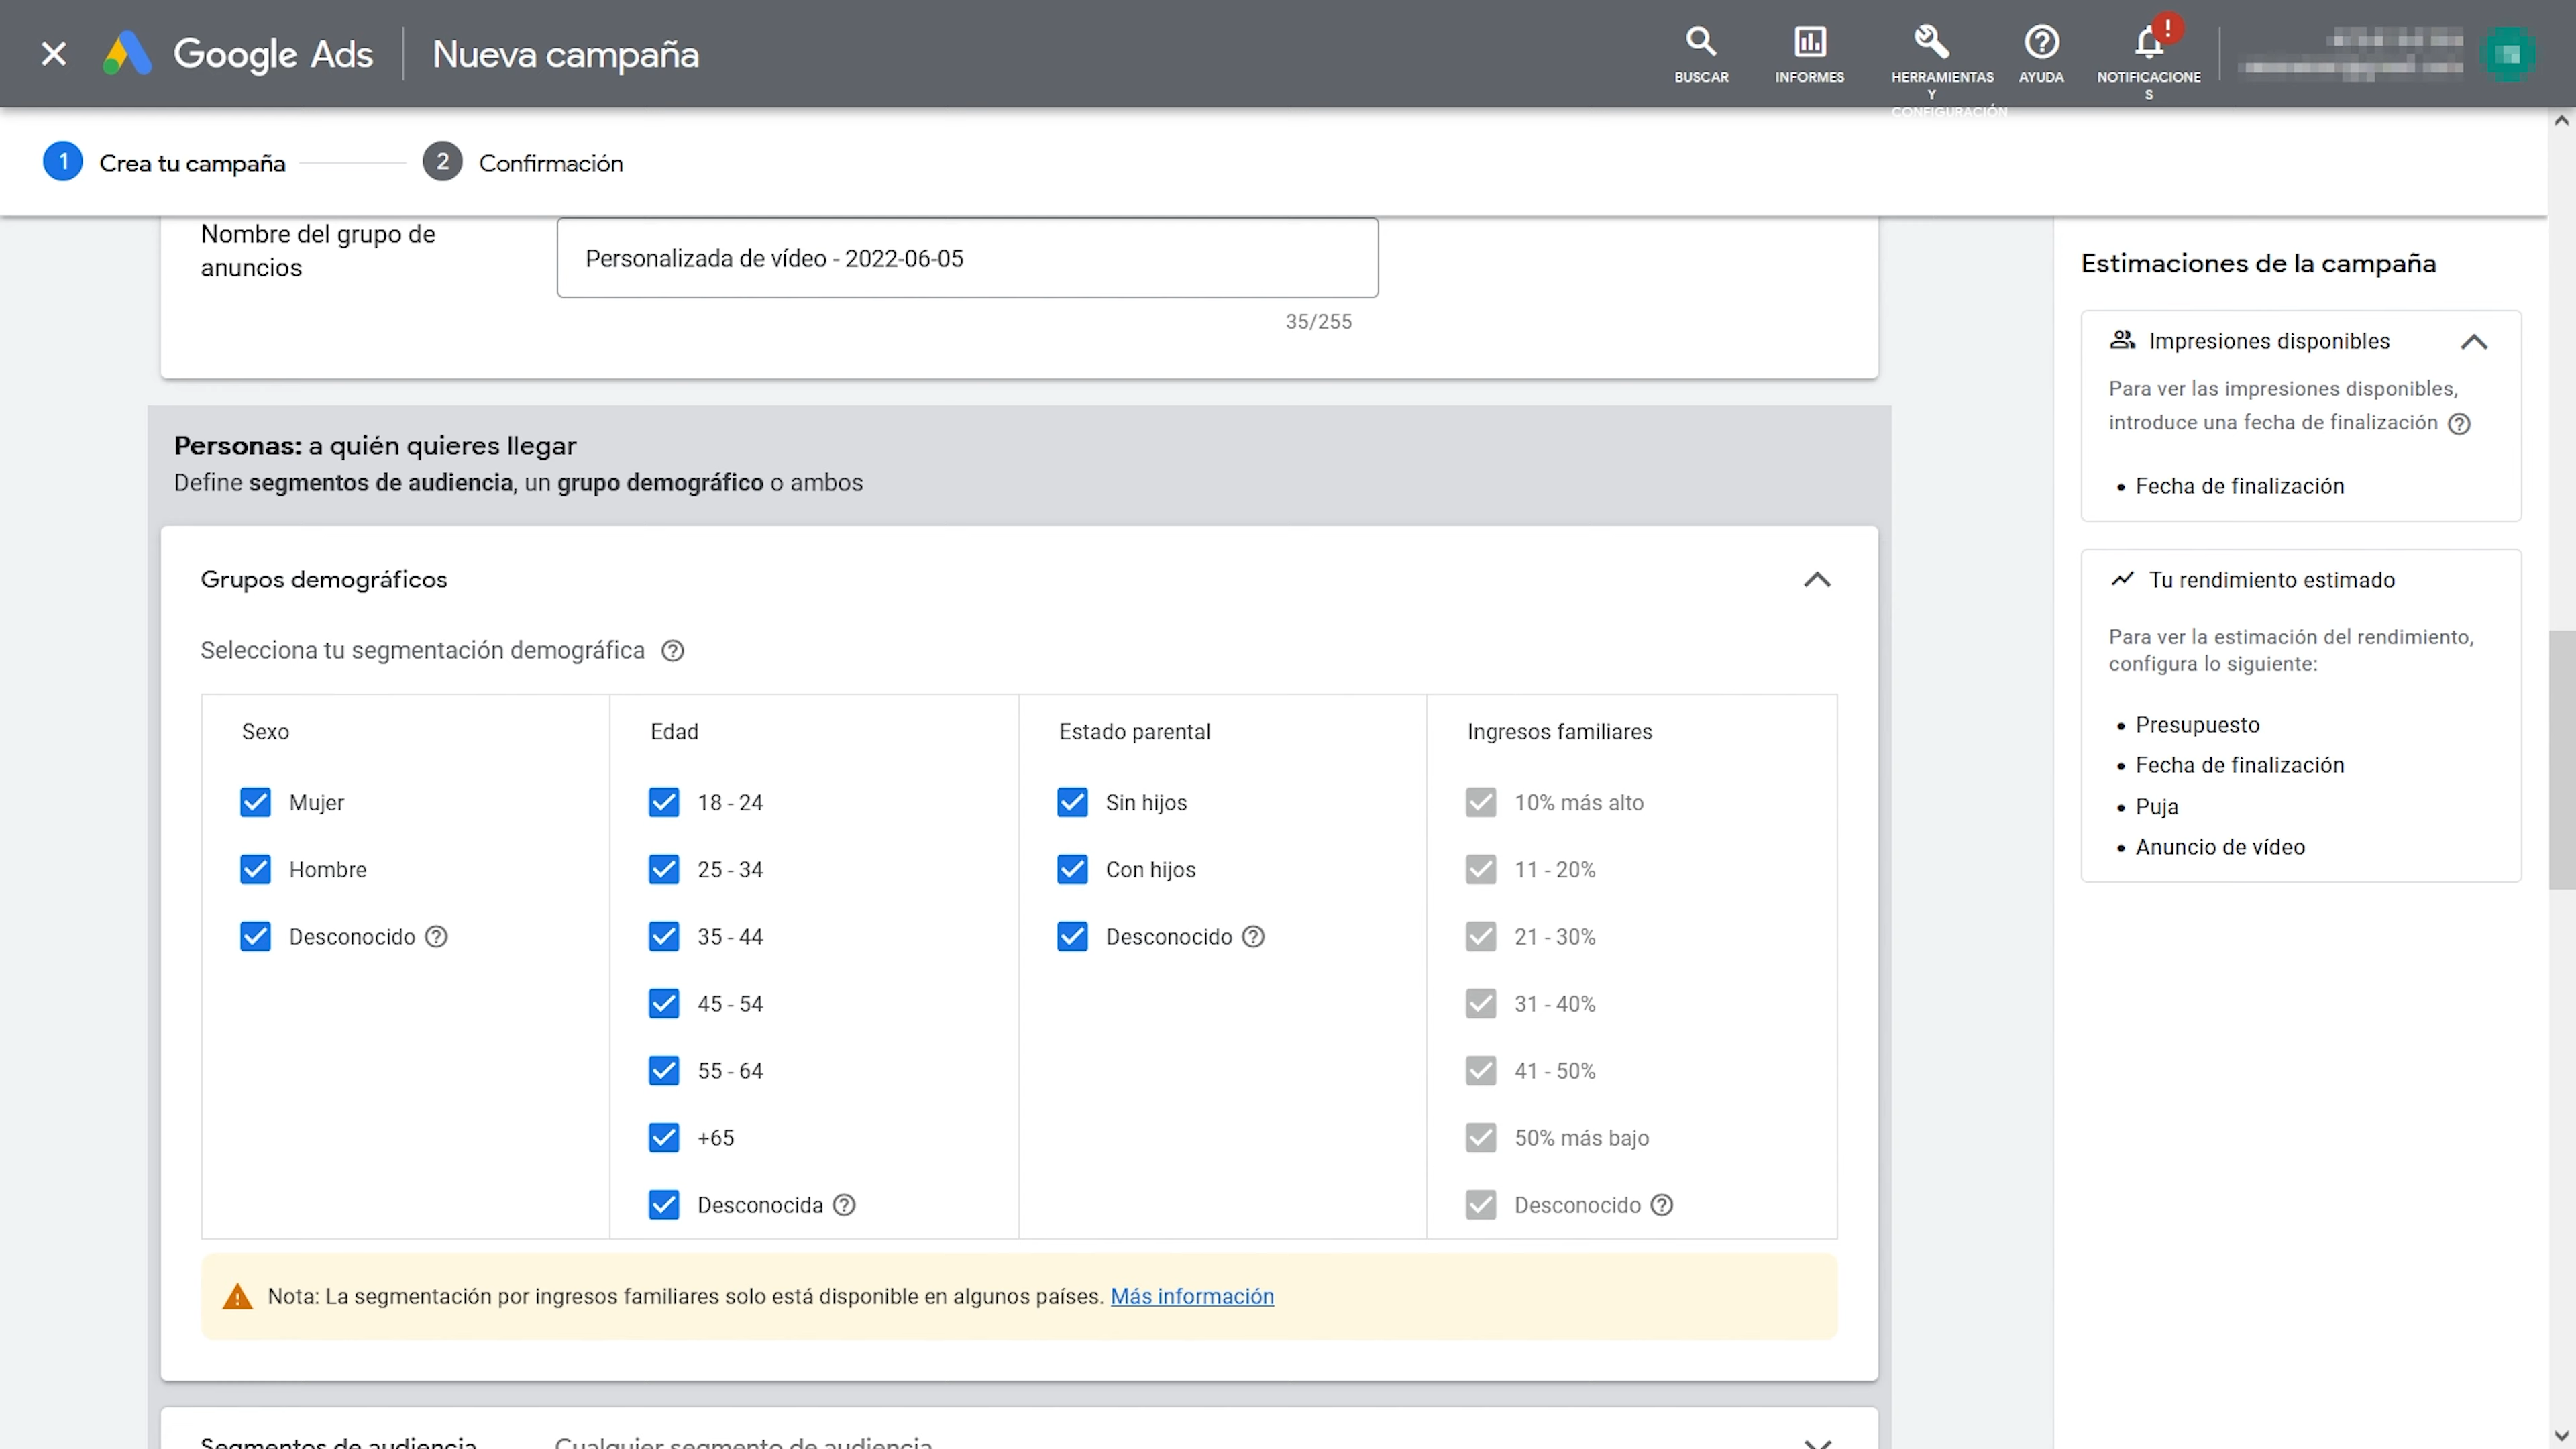 Google Ads
Nueva campaña
BUSCAR
INFORMES
HERRAMIENTAS
Y
CONFIGURACIÓN
AYUDA
NOTIFICACIONE
S
!
1 Crea tu campaña
2 Confirmación
Nombre del grupo de
anuncios
Personalizada de vídeo - 2022-06-05
35/255
Personas: a quién quieres llegar
Define segmentos de audiencia, un grupo demográfico o ambos
Grupos demográficos
Selecciona tu segmentación demográfica
Sexo
Mujer
Hombre
Desconocido
Edad
18 - 24
25 - 34
35 - 44
45 - 54
55 - 64
+65
Desconocida
Estado parental
Sin hijos
Con hijos
Desconocido
Ingresos familiares
10% más alto
11 - 20%
21 - 30%
31 - 40%
41 - 50%
50% más bajo
Desconocido
Nota: La segmentación por ingresos familiares solo está disponible en algunos países. Más información
Segmentos de audiencia
Cualquier segmento de audiencia
Estimaciones de la campaña
Impresiones disponibles
Para ver las impresiones disponibles,
introduce una fecha de finalización
• Fecha de finalización
Tu rendimiento estimado
Para ver la estimación del rendimiento,
configura lo siguiente:
• Presupuesto
• Fecha de finalización
• Puja
• Anuncio de vídeo